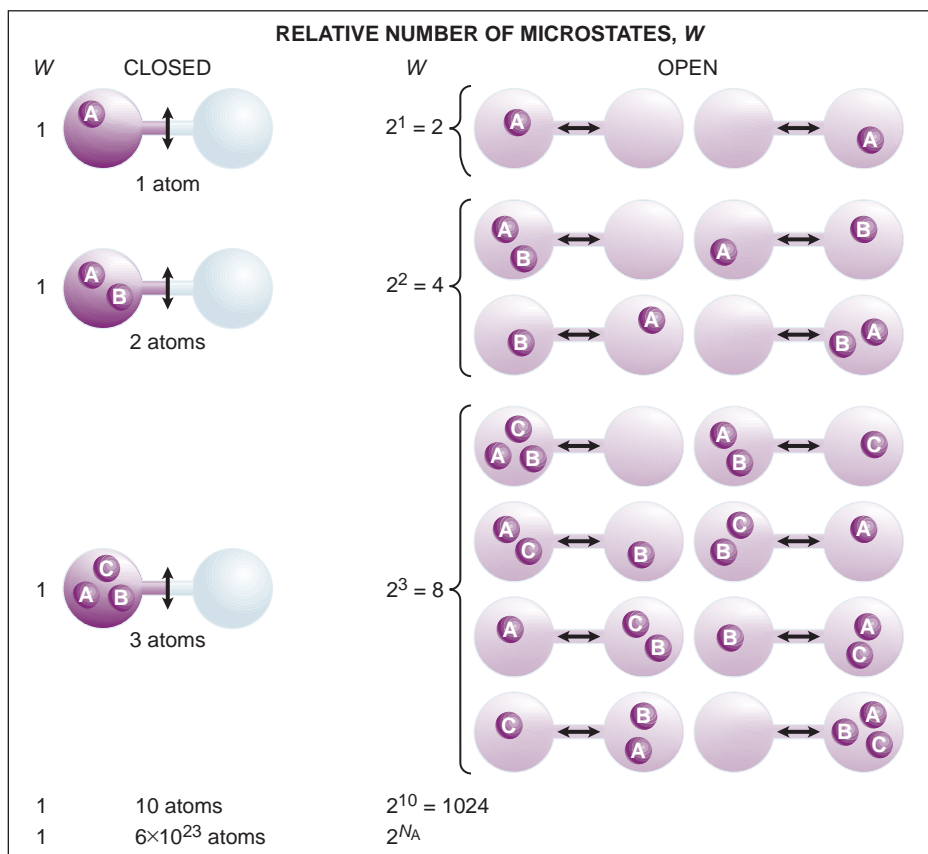 RELATIVE NUMBER OF MICROSTATES, W
W CLOSED W OPEN
A
1
1 atom
2¹ = 2
A
A
A
B
1
2 atoms
2² = 4
A
B
A
B
B
A
B
A
C
A
B
1
3 atoms
2³ = 8
C
A
B
A
B
C
A
C
B
C
B
A
A
C
B
B
A
C
C
B
A
A
B
C
1 10 atoms 2¹⁰ = 1024
1 6×10²³ atoms 2^{N_A}